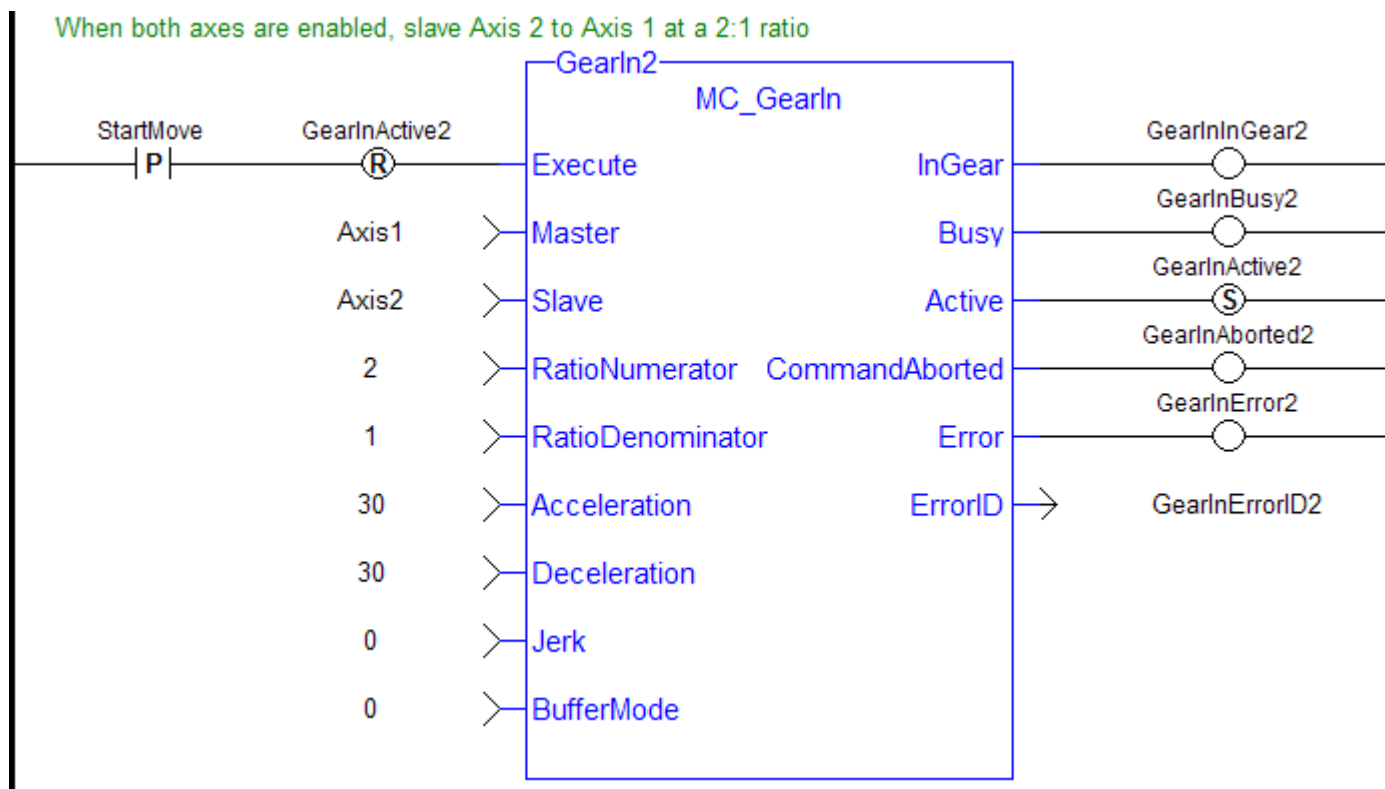 When both axes are enabled, slave Axis 2 to Axis 1 at a 2:1 ratio
GearIn2
MC_GearIn
StartMove GearInActive2 GearInInGear2
P R Execute InGear
GearInBusy2
Axis1 Master Busy
GearInActive2
Axis2 Slave Active S
GearInAborted2
2 RatioNumerator CommandAborted
GearInError2
1 RatioDenominator Error
30 Acceleration ErrorID GearInErrorID2
30 Deceleration
0 Jerk
0 BufferMode